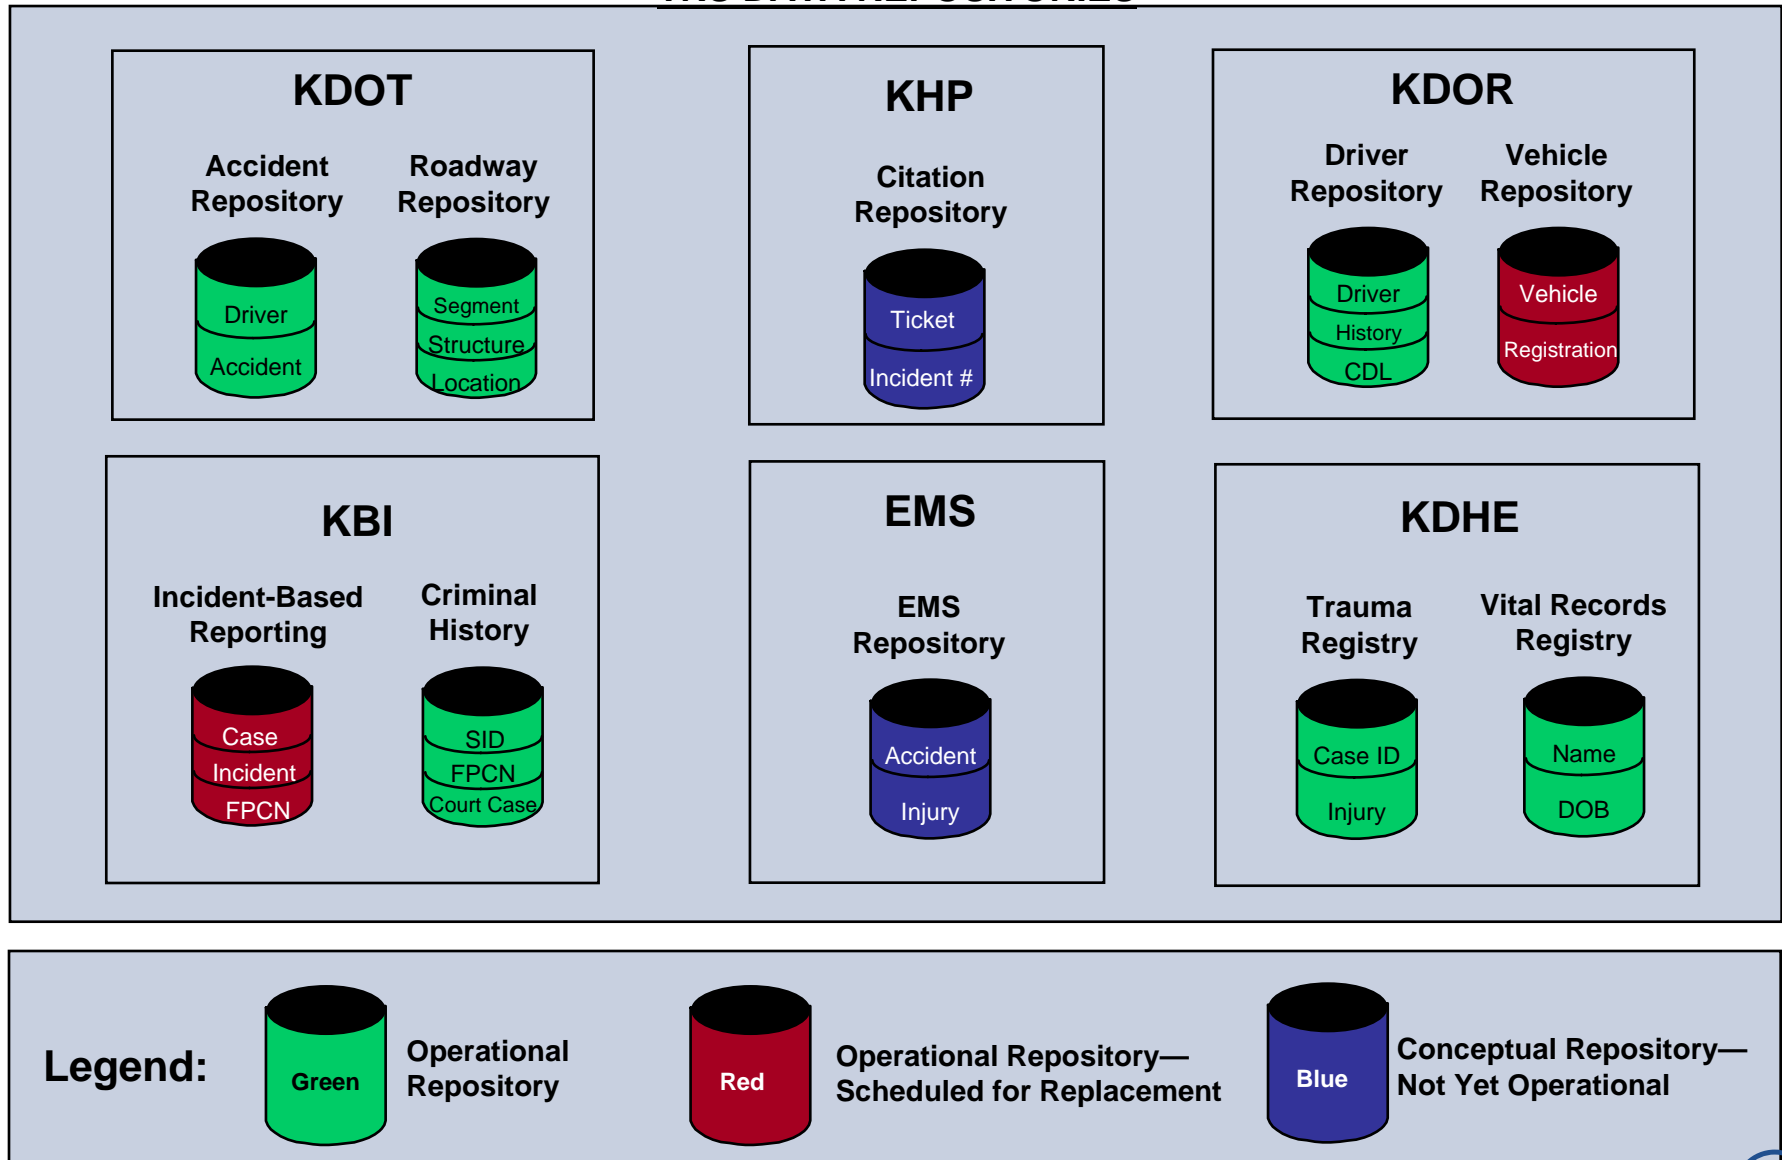 TRS DATA REPOSITORIES
KDOT
Accident
Repository
Roadway
Repository
Driver
Accident
Segment
Structure
Location
KHP
Citation
Repository
Ticket
Incident #
KDOR
Driver
Repository
Vehicle
Repository
Driver
History
CDL
Vehicle
Registration
KBI
Incident-Based
Reporting
Criminal
History
Case
Incident
FPCN
SID
FPCN
Court Case
EMS
EMS
Repository
Accident
Injury
KDHE
Trauma
Registry
Vital Records
Registry
Case ID
Injury
Name
DOB
Legend:
Green
Operational
Repository
Red
Operational Repository—
Scheduled for Replacement
Blue
Conceptual Repository—
Not Yet Operational